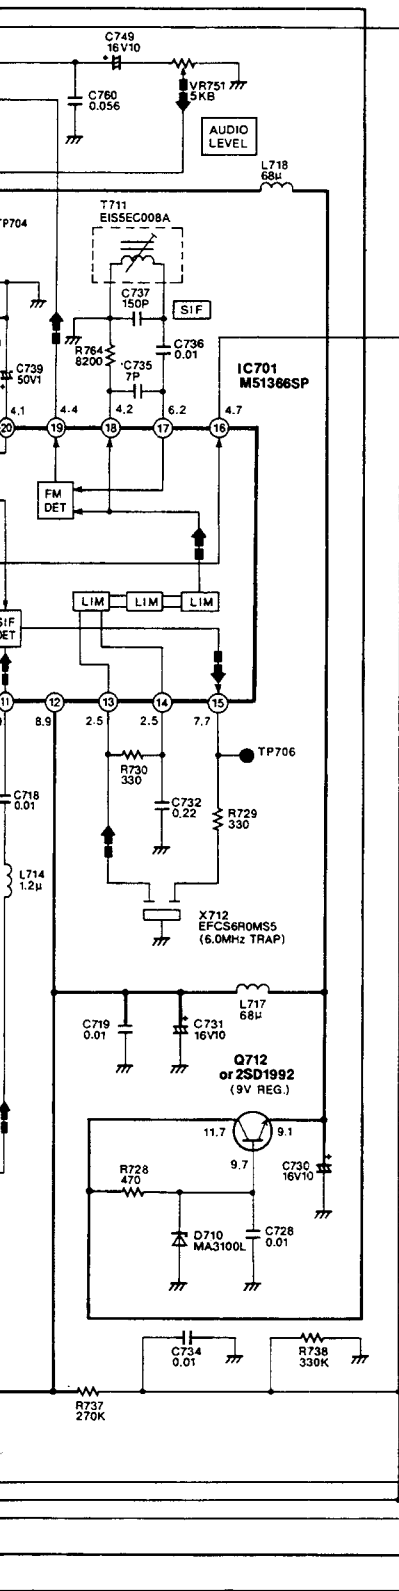 C749
16V10
C760
0.056
VR751
5KB
AUDIO
LEVEL
L718
68μ
T711
EIS5EC008A
TP704
C737
150P
SIF
R764
8200
C736
0.01
C735
7P
C739
50V1
IC701
M51366SP
4.1
4.4
4.2
6.2
4.7
20
19
18
17
16
FM
DET
LIM
LIM
LIM
SIF
DET
11
12
13
14
15
8.9
2.5
2.5
7.7
TP706
R730
330
C718
0.01
C732
0.22
R729
330
L714
1.2μ
X712
EFCS6R0MS5
(6.0MHz TRAP)
L717
68μ
C719
0.01
C731
16V10
Q712
or 2SD1992
(9V REG.)
11.7
9.1
9.7
R728
470
C730
16V10
D710
MA3100L
C728
0.01
C734
0.01
R738
330K
R737
270K